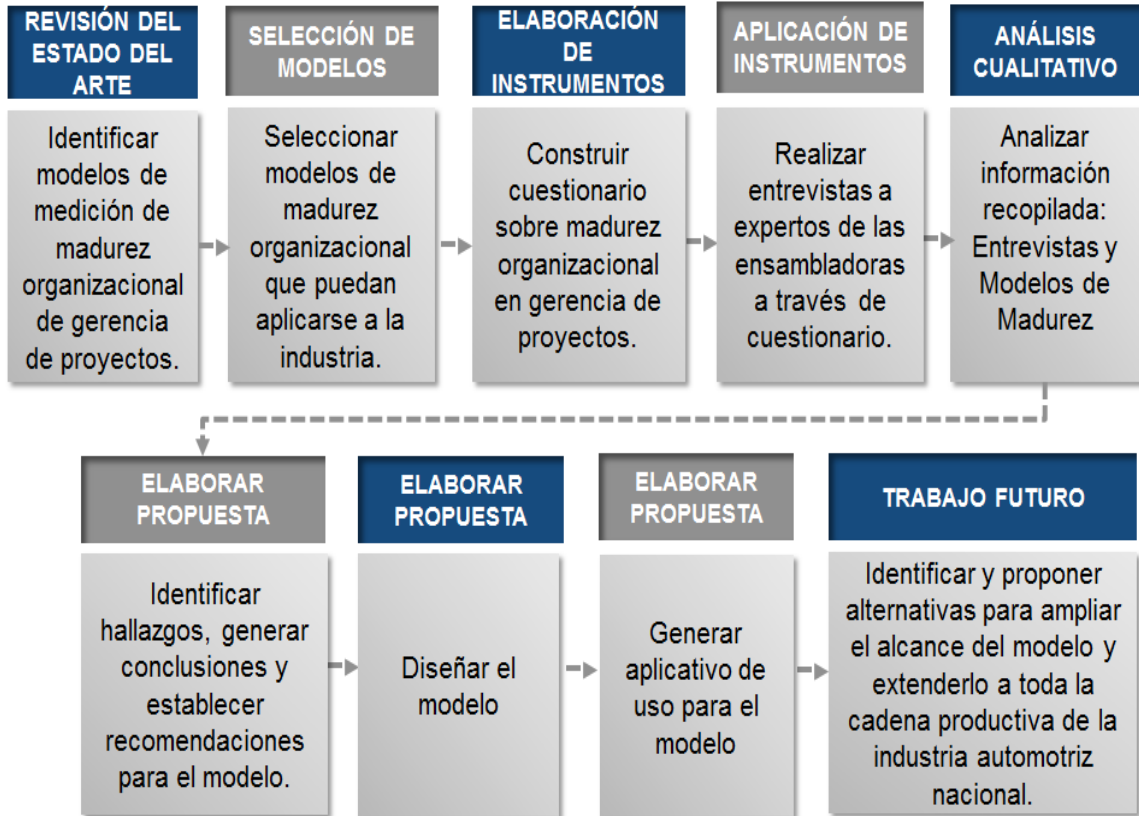 REVISIÓN DEL
ESTADO DEL
ARTE
Identificar
modelos de
medición de
madurez
organizacional
de gerencia
de proyectos.
SELECCIÓN DE
MODELOS
Seleccionar
modelos de
madurez
organizacional
que puedan
aplicarse a la
industria.
ELABORACIÓN
DE
INSTRUMENTOS
Construir
cuestionario
sobre madurez
organizacional
en gerencia de
proyectos.
APLICACIÓN DE
INSTRUMENTOS
Realizar
entrevistas a
expertos de las
ensambladoras
a través de
cuestionario.
ANÁLISIS
CUALITATIVO
Analizar
información
recopilada:
Entrevistas y
Modelos de
Madurez
ELABORAR
PROPUESTA
Identificar
hallazgos, generar
conclusiones y
establecer
recomendaciones
para el modelo.
ELABORAR
PROPUESTA
Diseñar el
modelo
ELABORAR
PROPUESTA
Generar
aplicativo de
uso para el
modelo
TRABAJO FUTURO
Identificar y proponer
alternativas para ampliar
el alcance del modelo y
extenderlo a toda la
cadena productiva de la
industria automotriz
nacional.